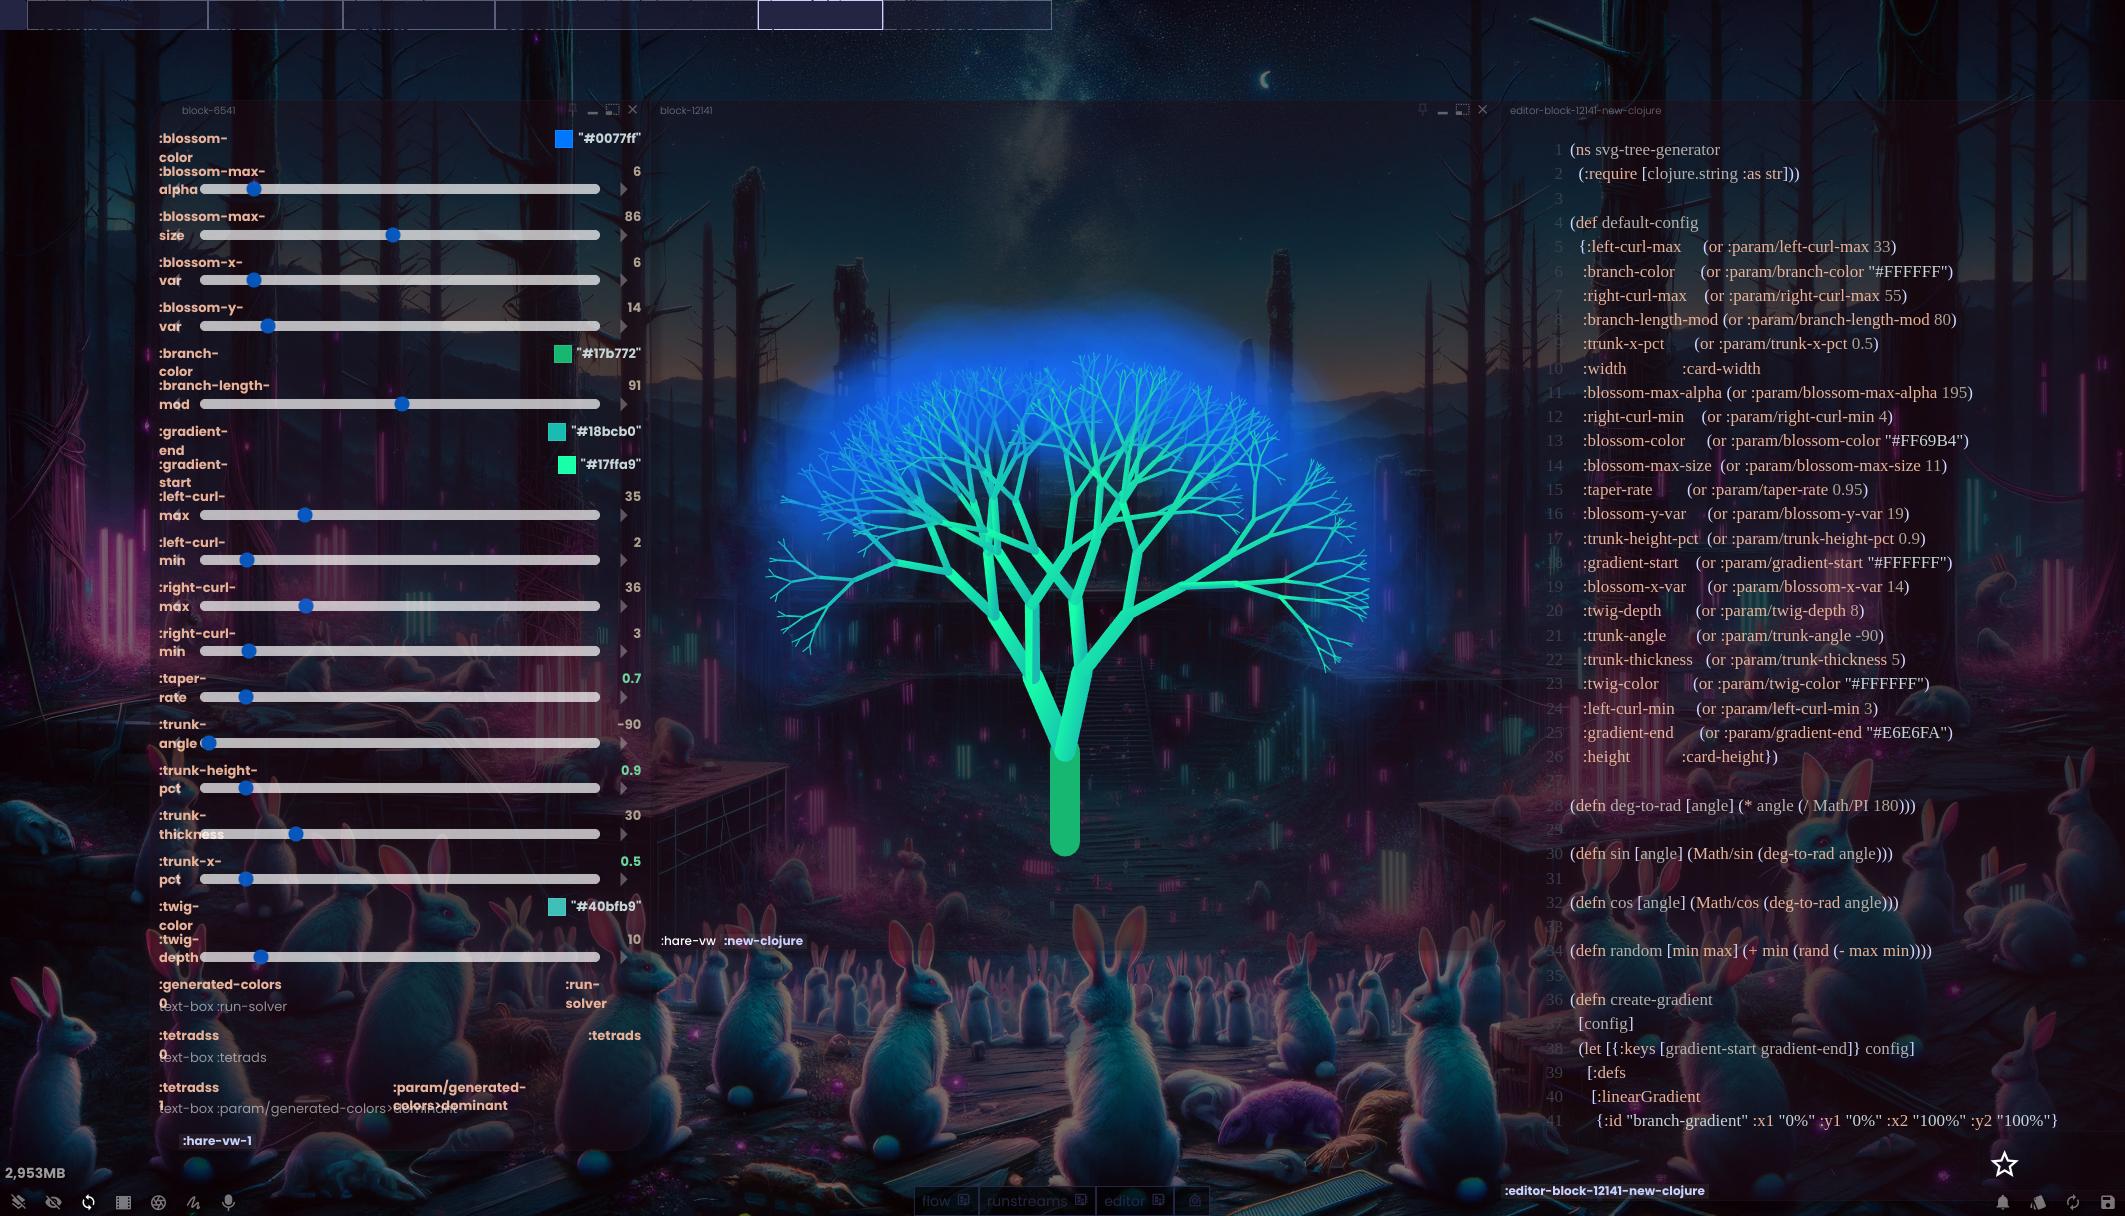 block-6541
:blossom-
color
"#0077ff"
:blossom-max-
alpha
6
:blossom-max-
size
86
:blossom-x-
var
6
:blossom-y-
var
14
:branch-
color
"#17b772"
:branch-length-
mod
91
:gradient-
end
"#18bcb0"
:gradient-
start
"#17ffa9"
:left-curl-
max
35
:left-curl-
min
2
:right-curl-
max
36
:right-curl-
min
3
:taper-
rate
0.7
:trunk-
angle
-90
:trunk-height-
pct
0.9
:trunk-
thickness
30
:trunk-x-
pct
0.5
:twig-
color
"#40bfb9"
:twig-
depth
10
:generated-colors
0
:run-
solver
text-box :run-solver
:tetradss
0
:tetrads
text-box :tetrads
:tetradss
1
:param/generated-
colors>dominant
text-box :param/generated-colors>dominant
:hare-vw-1
2,953MB
block-12141
:hare-vw :new-clojure
flow
runstreams
editor
editor-block-12141-new-clojure
1 (ns svg-tree-generator
2 (:require [clojure.string :as str]))
3
4 (def default-config
5 {:left-curl-max (or :param/left-curl-max 33)
6 :branch-color (or :param/branch-color "#FFFFFF")
7 :right-curl-max (or :param/right-curl-max 55)
8 :branch-length-mod (or :param/branch-length-mod 80)
9 :trunk-x-pct (or :param/trunk-x-pct 0.5)
10 :width :card-width
11 :blossom-max-alpha (or :param/blossom-max-alpha 195)
12 :right-curl-min (or :param/right-curl-min 4)
13 :blossom-color (or :param/blossom-color "#FF69B4")
14 :blossom-max-size (or :param/blossom-max-size 11)
15 :taper-rate (or :param/taper-rate 0.95)
16 :blossom-y-var (or :param/blossom-y-var 19)
17 :trunk-height-pct (or :param/trunk-height-pct 0.9)
18 :gradient-start (or :param/gradient-start "#FFFFFF")
19 :blossom-x-var (or :param/blossom-x-var 14)
20 :twig-depth (or :param/twig-depth 8)
21 :trunk-angle (or :param/trunk-angle -90)
22 :trunk-thickness (or :param/trunk-thickness 5)
23 :twig-color (or :param/twig-color "#FFFFFF")
24 :left-curl-min (or :param/left-curl-min 3)
25 :gradient-end (or :param/gradient-end "#E6E6FA")
26 :height :card-height})
27
28 (defn deg-to-rad [angle] (* angle (/ Math/PI 180)))
29
30 (defn sin [angle] (Math/sin (deg-to-rad angle)))
31
32 (defn cos [angle] (Math/cos (deg-to-rad angle)))
33
34 (defn random [min max] (+ min (rand (- max min))))
35
36 (defn create-gradient
37 [config]
38 (let [{:keys [gradient-start gradient-end]} config]
39 [:defs
40 [:linearGradient
41 {:id "branch-gradient" :x1 "0%" :y1 "0%" :x2 "100%" :y2 "100%"}
:editor-block-12141-new-clojure